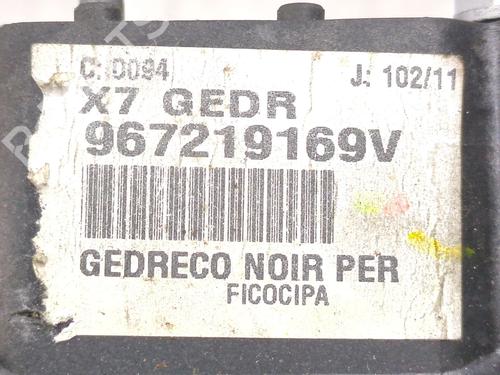 C: 0094 J: 102/11
X7 GEDR
967219169V
GEDRECO NOIR PER
FICOCIPA